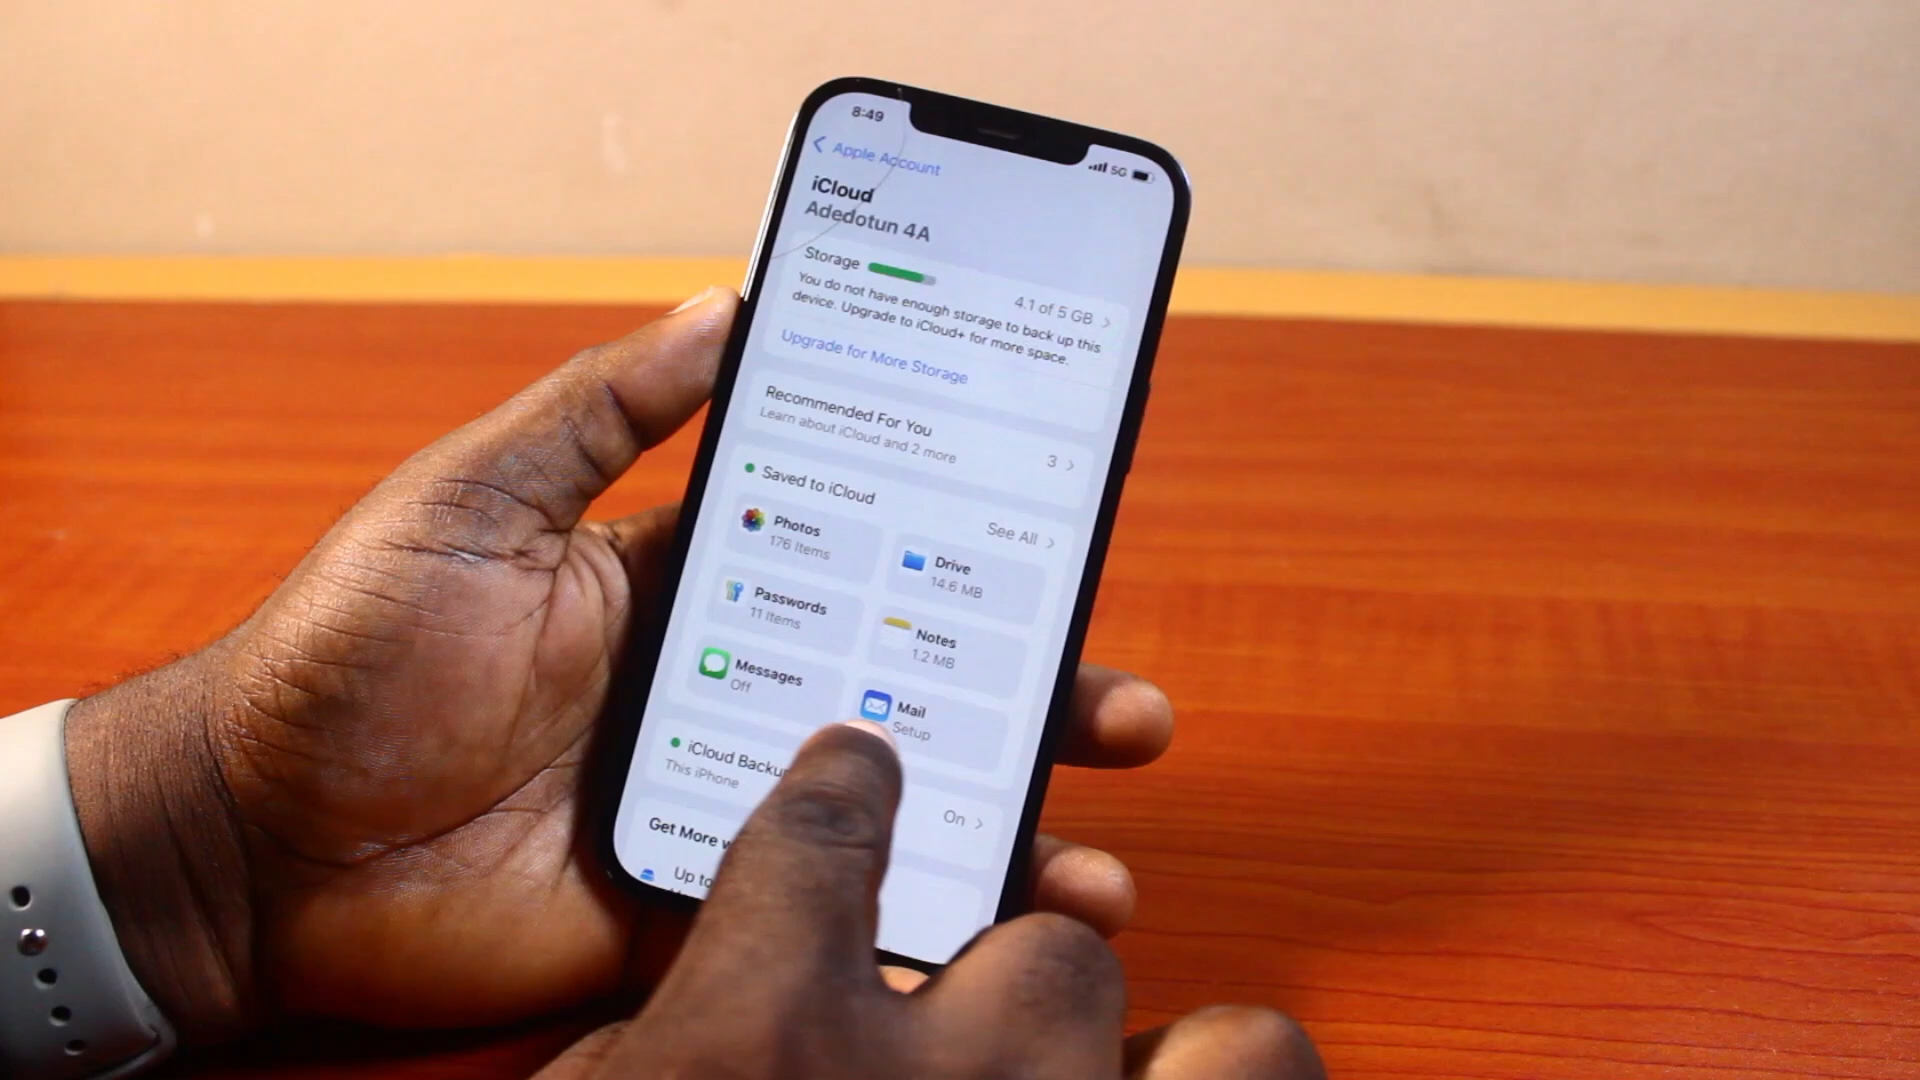 8:49
5G
Apple Account
iCloud
Adedotun 4A
Storage
4.1 of 5 GB
You do not have enough storage to back up this
device. Upgrade to iCloud+ for more space.
Upgrade for More Storage
Recommended For You
Learn about iCloud and 2 more
3
Saved to iCloud
See All
Photos
176 Items
Drive
14.6 MB
Passwords
11 Items
Notes
1.2 MB
Messages
Off
Mail
Setup
iCloud Backu
This iPhone
On
Get More w
Up to